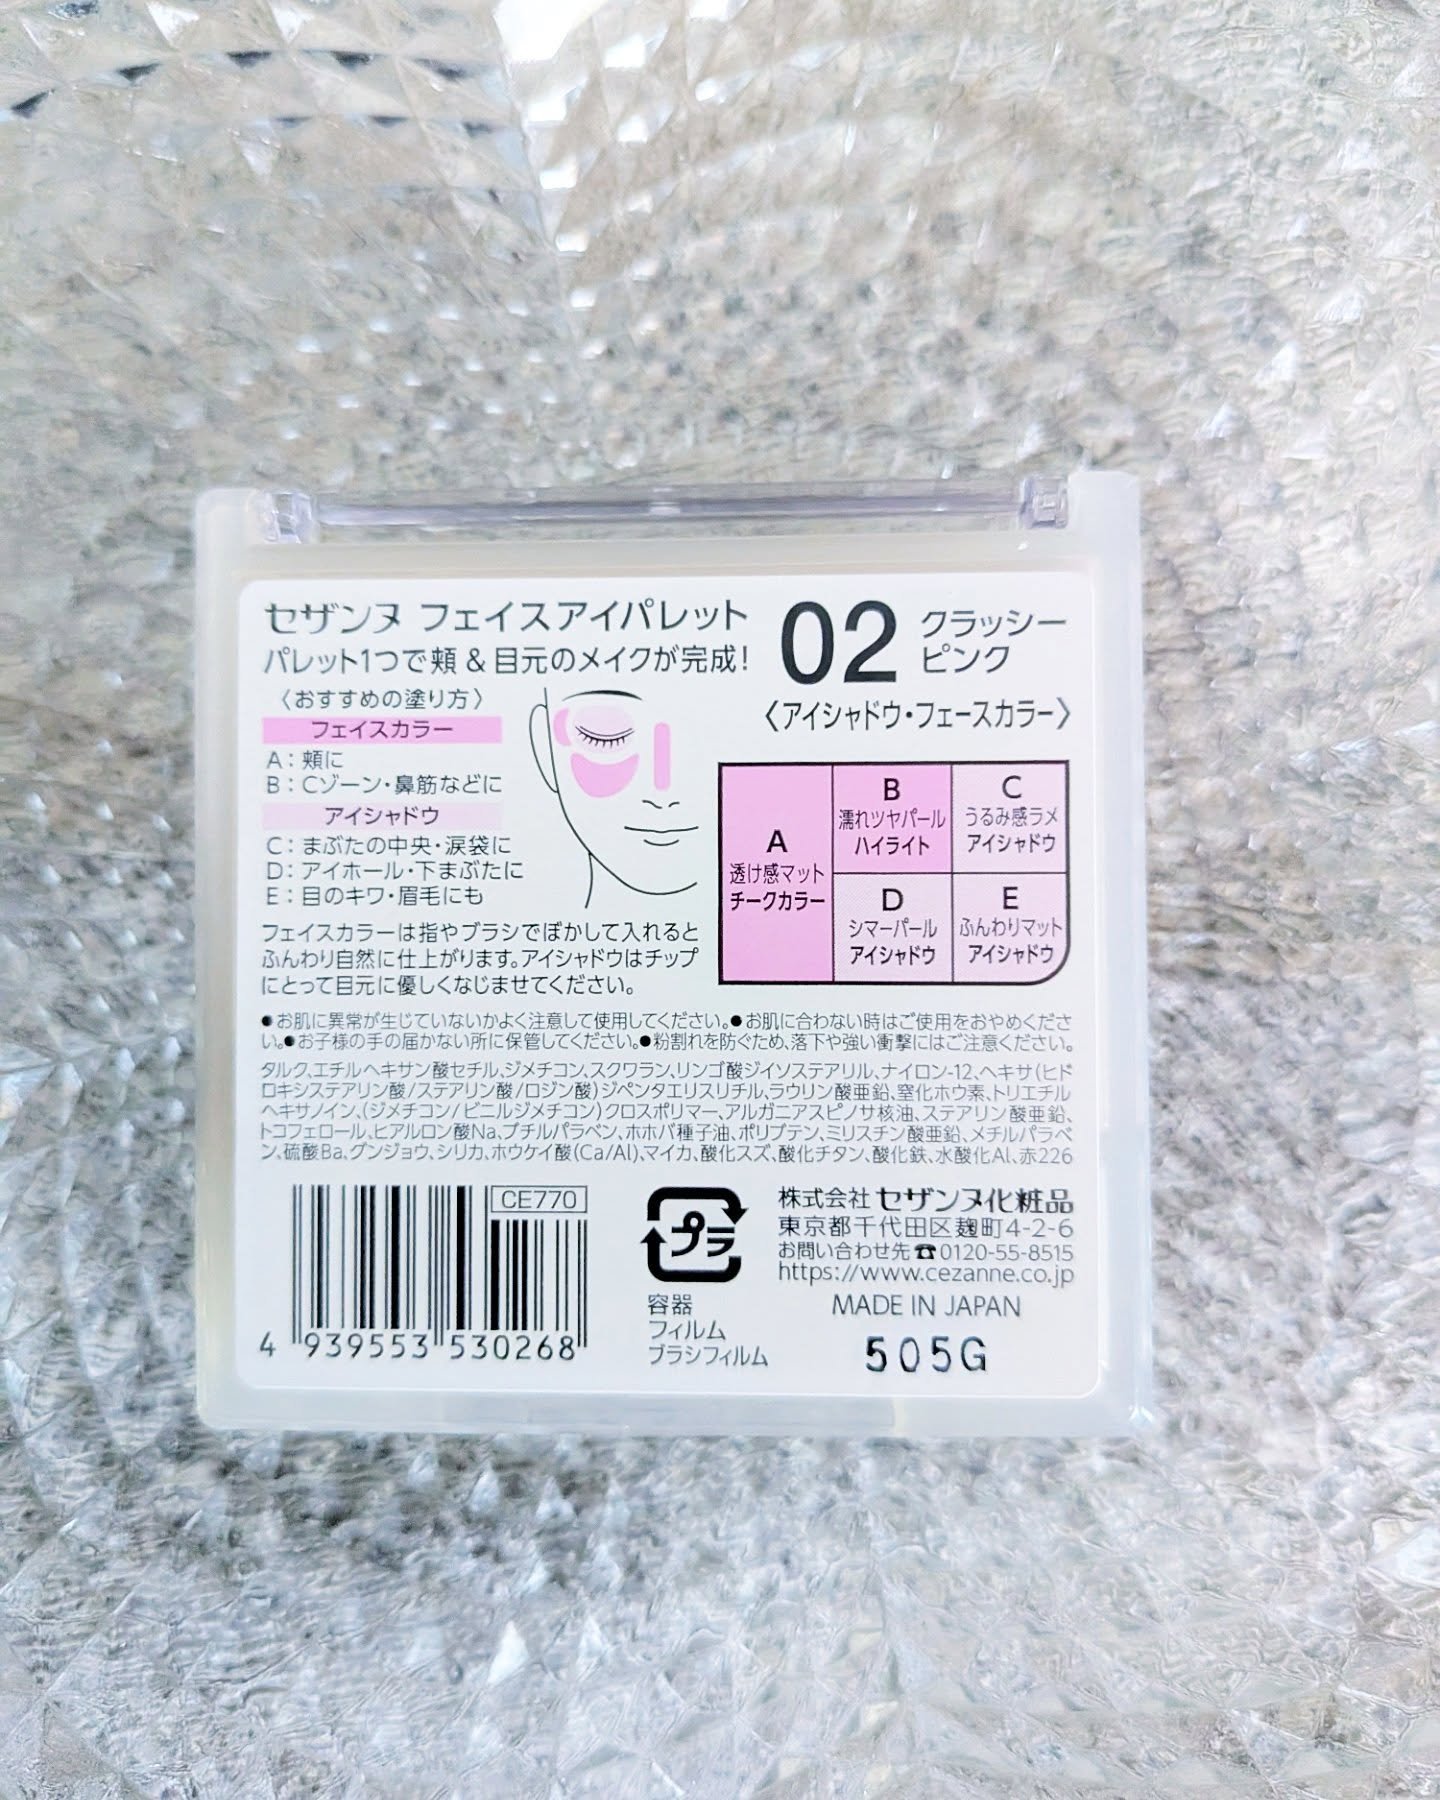 セザンヌ フェイスアイパレット
パレット1つで頬 & 目元のメイクが完成!
02 クラッシー
ピンク
〈アイシャドウ・フェースカラー〉
〈おすすめの塗り方〉
フェイスカラー
A：頬に
B：Cゾーン・鼻筋などに
アイシャドウ
C：まぶたの中央・涙袋に
D：アイホール・下まぶたに
E：目のキワ・眉毛にも
A
透け感マット
チークカラー
B
濡れツヤパール
ハイライト
C
うるみ感ラメ
アイシャドウ
D
シマーパール
アイシャドウ
E
ふんわりマット
アイシャドウ
フェイスカラーは指やブラシでぼかして入れると
ふんわり自然に仕上がります。アイシャドウはチップ
にとって目元に優しくなじませてください。
●お肌に異常が生じていないかよく注意して使用してください。●お肌に合わない時はご使用をおやめくださ
い。●お子様の手の届かない所に保管してください。●粉割れを防ぐため、落下や強い衝撃にはご注意ください。
タルク、エチルヘキサン酸セチル、ジメチコン、スクワラン、リンゴ酸ジイソステアリル、ナイロン-12、ヘキサ(ヒド
ロキシステアリン酸/ステアリン酸/ロジン酸)ジペンタエリスリチル、ラウリン酸亜鉛、窒化ホウ素、トリエチル
ヘキサノイン、(ジメチコン/ビニルジメチコン)クロスポリマー、アルガニアスピノサ核油、ステアリン酸亜鉛、
トコフェロール、ヒアルロン酸Na、ブチルパラベン、ホホバ種子油、ポリブテン、ミリスチン酸亜鉛、メチルパラベ
ン、硫酸Ba、グンジョウ、シリカ、ホウケイ酸(Ca/Al)、マイカ、酸化スズ、酸化チタン、酸化鉄、水酸化Al、赤226
CE770
4 939553 530268
プラ
容器
フィルム
ブラシフィルム
株式会社 セザンヌ化粧品
東京都千代田区麹町4-2-6
お問い合わせ先☎0120-55-8515
https://www.cezanne.co.jp
MADE IN JAPAN
505G